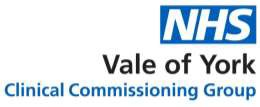 NHS
Vale of York
Clinical Commissioning Group